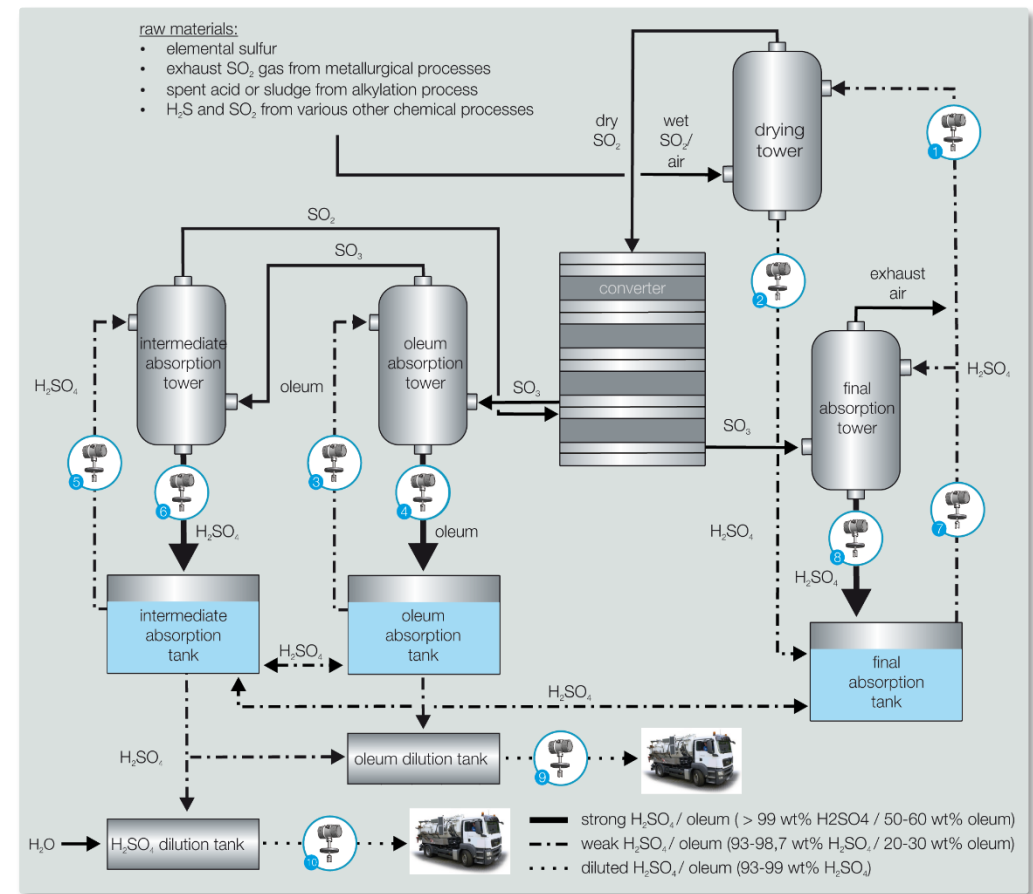 raw materials:
• elemental sulfur
• exhaust SO₂ gas from metallurgical processes
• spent acid or sludge from alkylation process
• H₂S and SO₂ from various other chemical processes
dry
SO₂
wet
SO₂/
air
drying
tower
1
SO₂
SO₃
converter
2
exhaust
air
intermediate
absorption
tower
oleum
absorption
tower
H₂SO₄
oleum
SO₃
final
absorption
tower
H₂SO₄
SO₃
5
6
3
4
7
8
H₂SO₄
oleum
H₂SO₄
H₂SO₄
intermediate
absorption
tank
oleum
absorption
tank
H₂SO₄
final
absorption
tank
H₂SO₄
H₂SO₄
oleum dilution tank
9
H₂O
H₂SO₄ dilution tank
10
strong H₂SO₄ / oleum ( > 99 wt% H2SO4 / 50-60 wt% oleum)
weak H₂SO₄ / oleum (93-98,7 wt% H₂SO₄ / 20-30 wt% oleum)
diluted H₂SO₄ / oleum (93-99 wt% H₂SO₄)